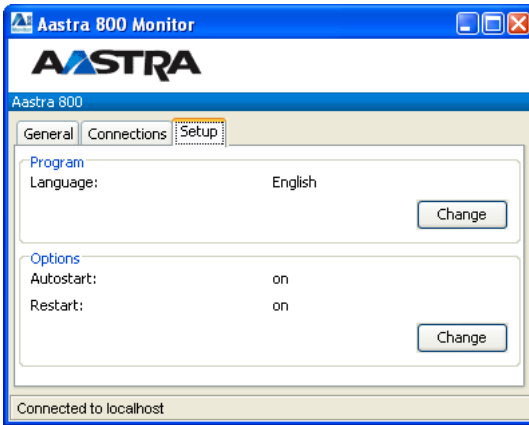 Aastra 800 Monitor
AASTRA
Aastra 800
General Connections Setup
Program
Language: English
Change
Options
Autostart: on
Restart: on
Change
Connected to localhost